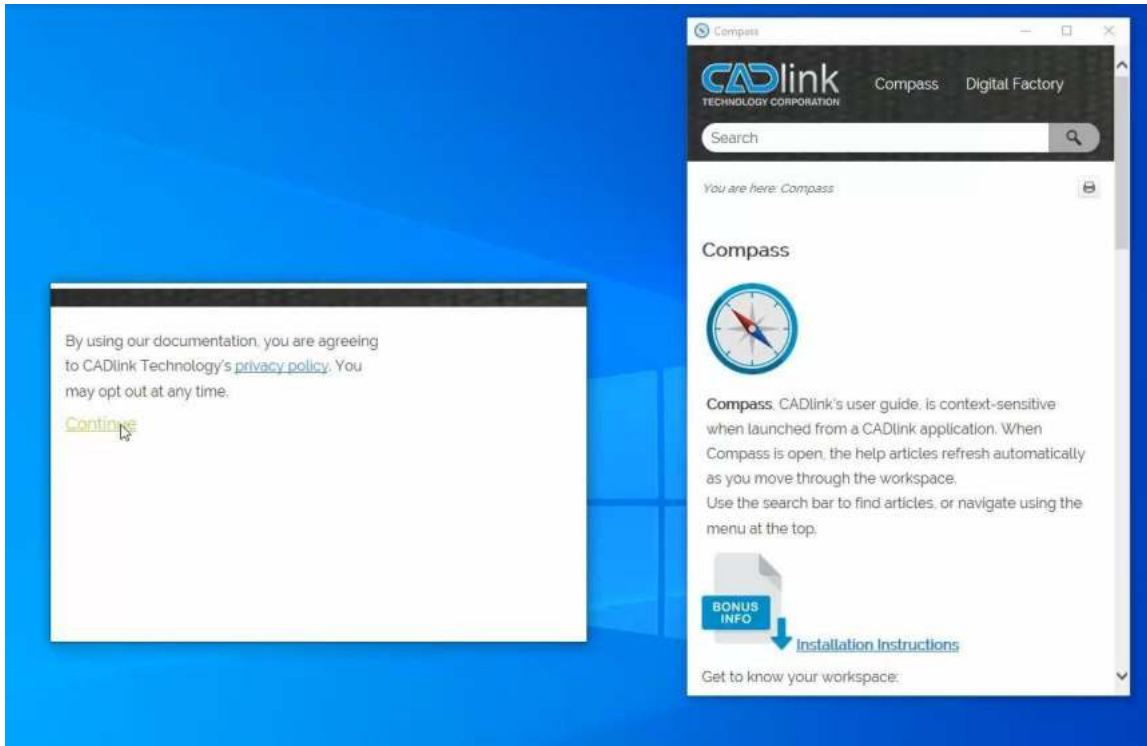 By using our documentation, you are agreeing
to CADlink Technology's privacy policy. You
may opt out at any time.
Continue
Compass
CADlink
TECHNOLOGY CORPORATION
Compass
Digital Factory
Search
You are here: Compass
Compass
Compass, CADlink's user guide, is context-sensitive
when launched from a CADlink application. When
Compass is open, the help articles refresh automatically
as you move through the workspace.
Use the search bar to find articles, or navigate using the
menu at the top.
BONUS
INFO
Installation Instructions
Get to know your workspace: